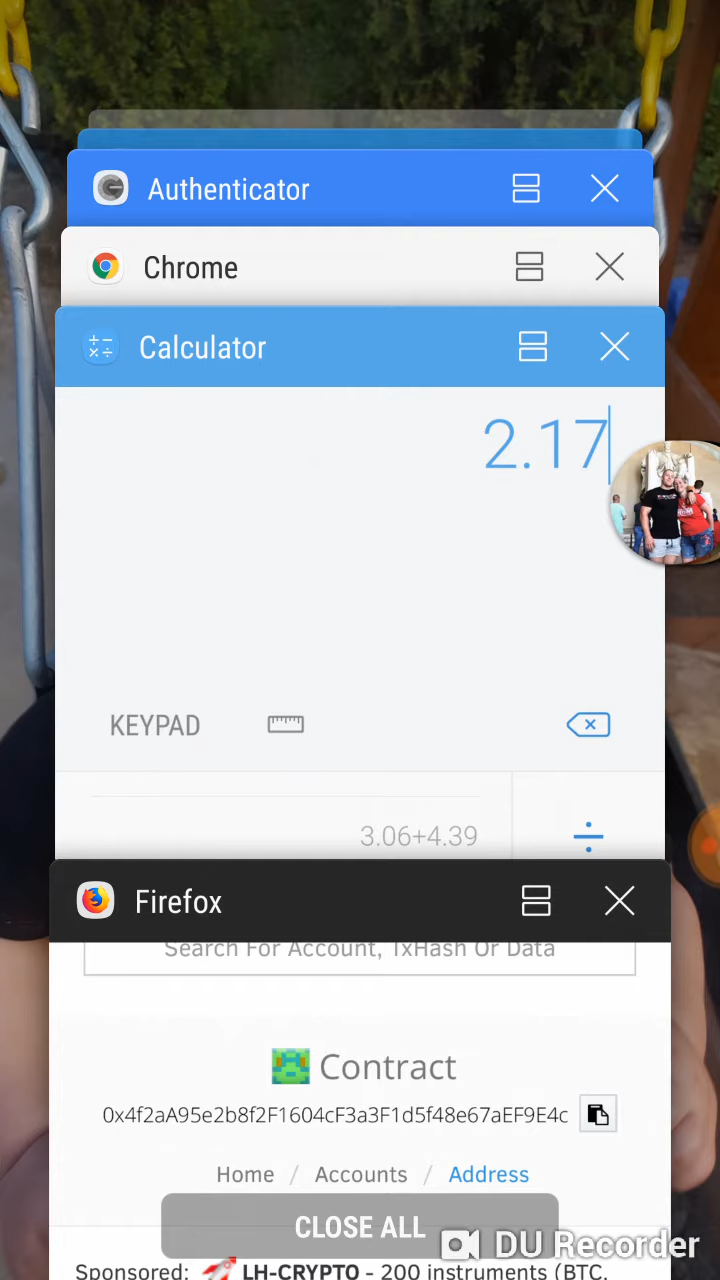 Authenticator
Chrome
Calculator
2.17
KEYPAD
3.06+4.39
÷
Firefox
Search For Account, TxHash Or Data
Contract
0x4f2aA95e2b8f2F1604cF3a3F1d5f48e67aEF9E4c
Home / Accounts / Address
CLOSE ALL
DU Recorder
Sponsored: LH-CRYPTO - 200 instruments (BTC,